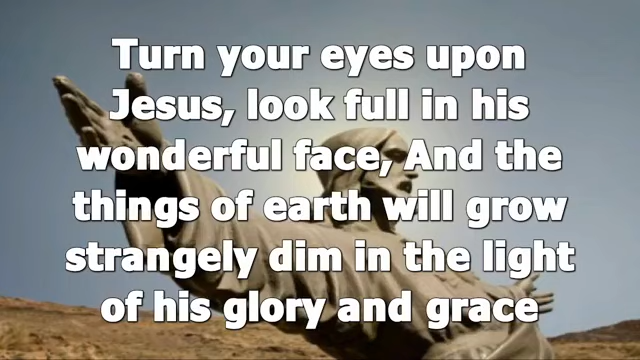 Turn your eyes upon
Jesus, look full in his
wonderful face, And the
things of earth will grow
strangely dim in the light
of his glory and grace